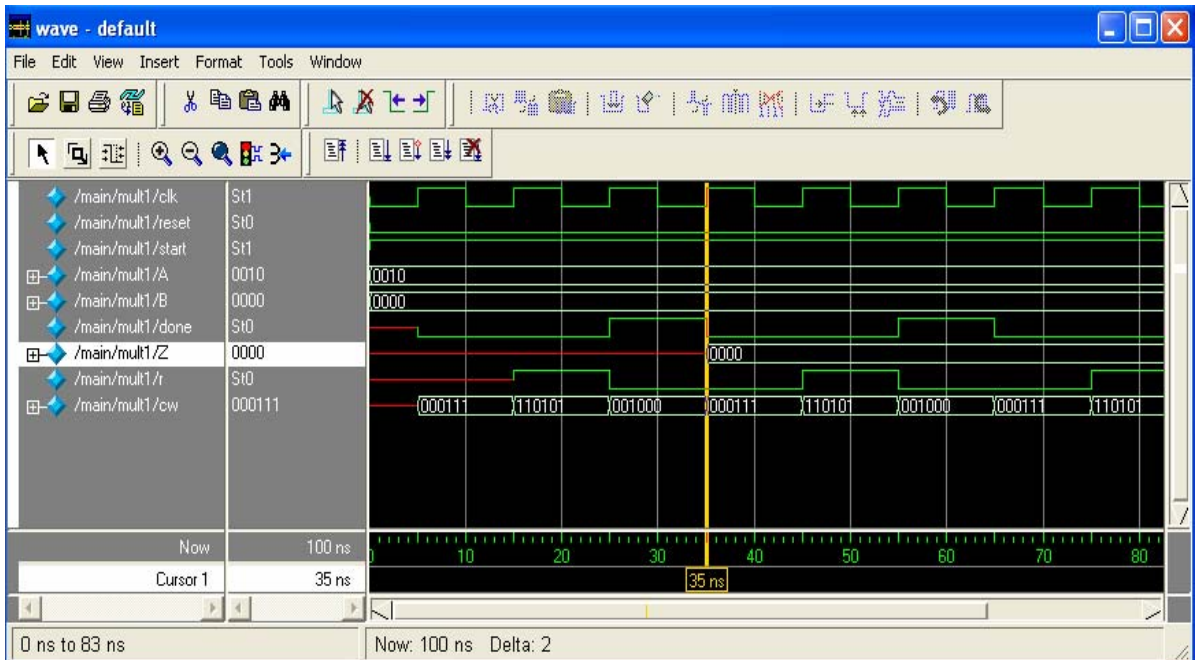 wave - default
File Edit View Insert Format Tools Window
/main/mult1/clk St1
/main/mult1/reset St0
/main/mult1/start St1
/main/mult1/A 0010 0010
/main/mult1/B 0000 0000
/main/mult1/done St0
/main/mult1/Z 0000 0000
/main/mult1/r St0
/main/mult1/cw 000111 000111 110101 001000 000111 110101 001000 000111 110101
Now 100 ns 0 10 20 30 40 50 60 70 80
Cursor 1 35 ns 35 ns
0 ns to 83 ns Now: 100 ns Delta: 2